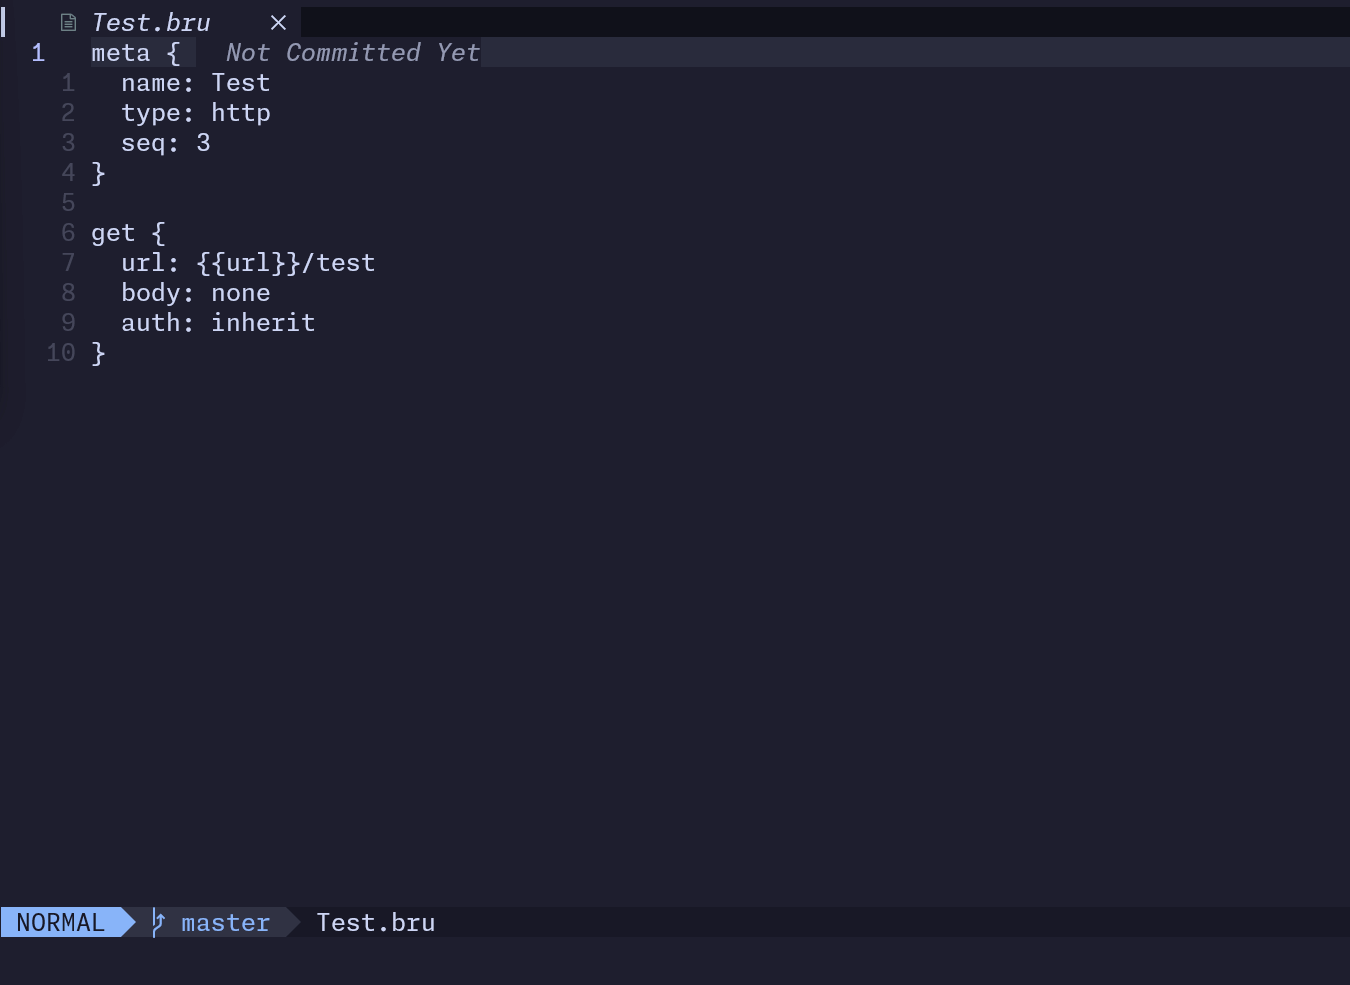 Test.bru ×
1 meta {  Not Committed Yet
1   name: Test
2   type: http
3   seq: 3
4 }
5
6 get {
7   url: {{url}}/test
8   body: none
9   auth: inherit
10 }
NORMAL master Test.bru